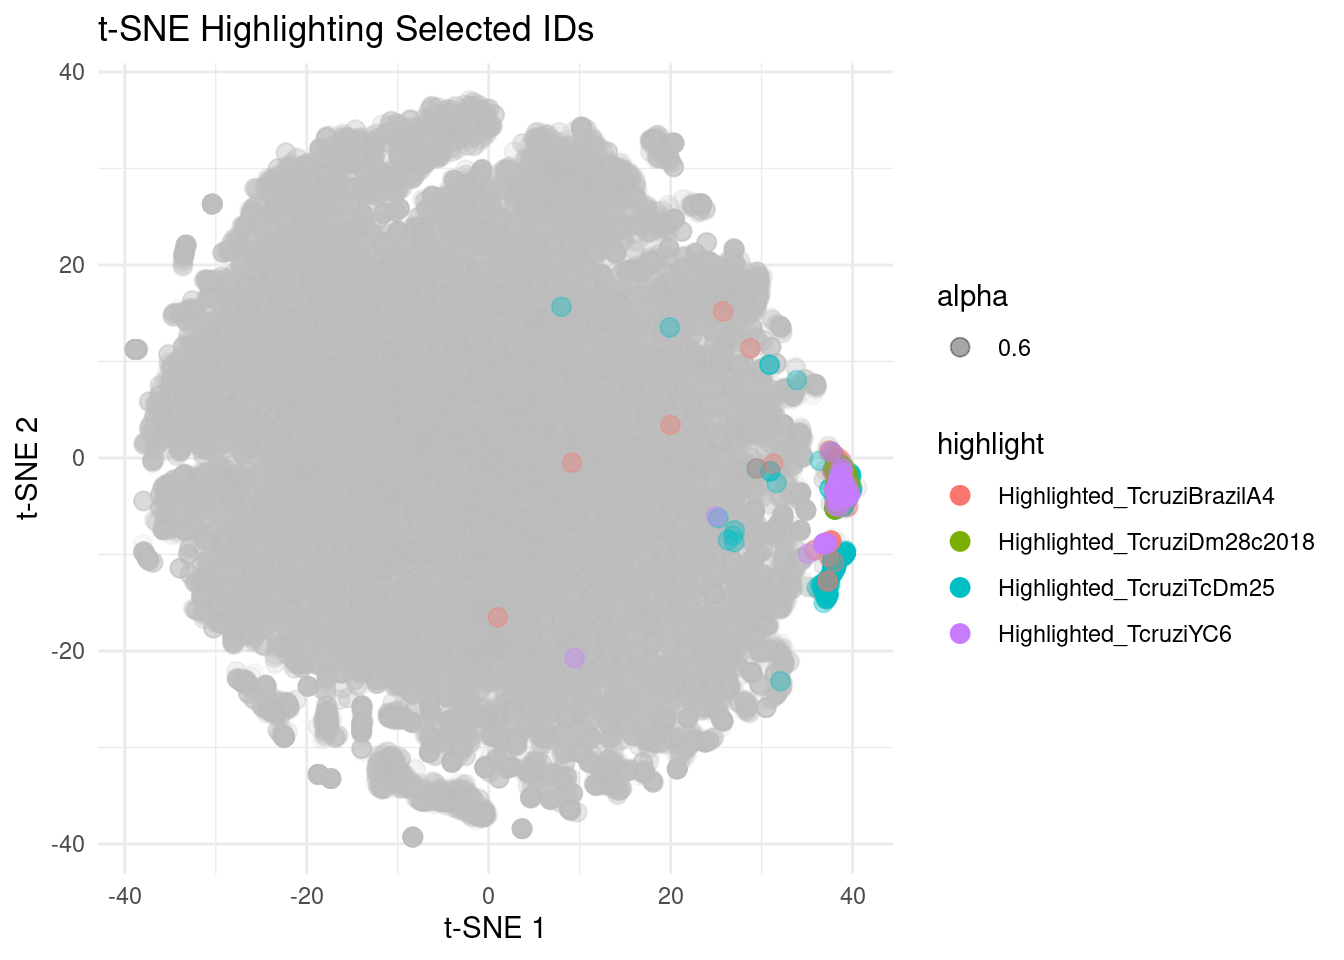 t-SNE Highlighting Selected IDs
40
20
0
-20
-40
t-SNE 2
-40
-20
0
20
40
t-SNE 1
alpha
0.6
highlight
Highlighted_TcruziBrazilA4
Highlighted_TcruziDm28c2018
Highlighted_TcruziTcDm25
Highlighted_TcruziYC6